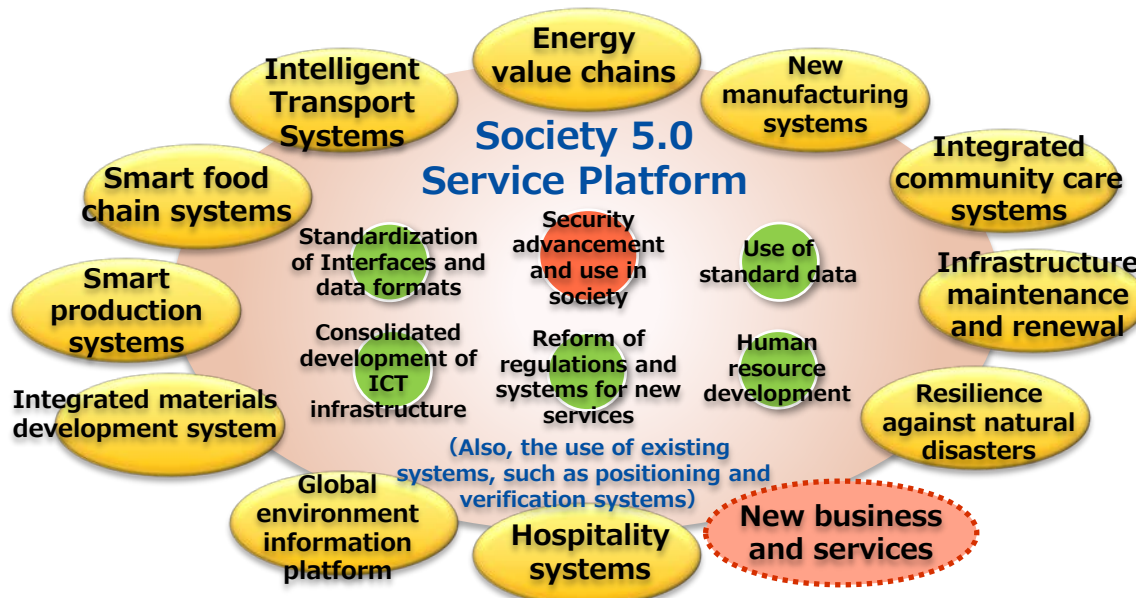 Energy
value chains
Intelligent
Transport
Systems
New
manufacturing
systems
Society 5.0
Service Platform
Smart food
chain systems
Integrated
community care
systems
Standardization
of Interfaces and
data formats
Security
advancement
and use in
society
Use of
standard data
Smart
production
systems
Infrastructure
maintenance
and renewal
Consolidated
development of
ICT
infrastructure
Reform of
regulations and
systems for new
services
Human
resource
development
Integrated materials
development system
Resilience
against natural
disasters
(Also, the use of existing
systems, such as positioning and
verification systems)
Global
environment
information
platform
Hospitality
systems
New business
and services